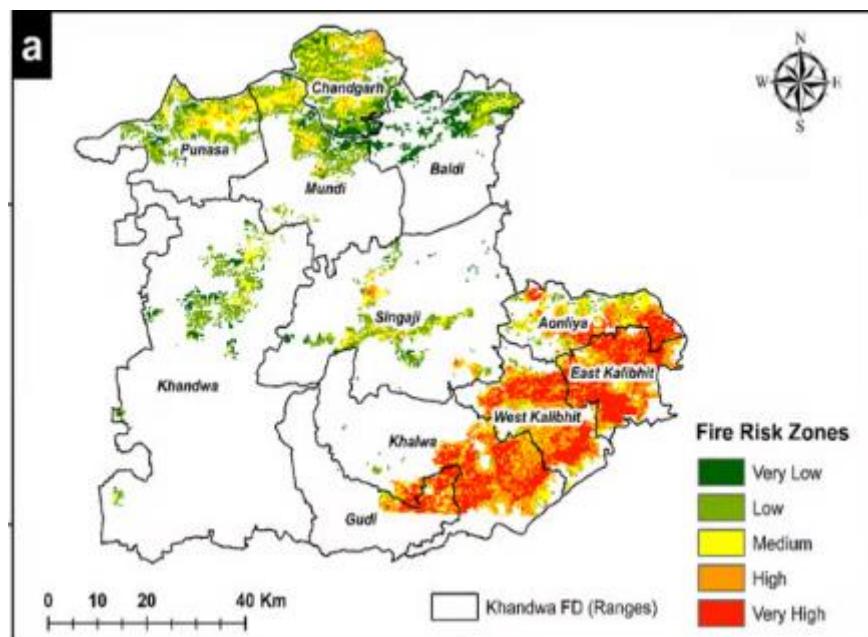 a
N
W E
S
Chandgarh
Punasa
Baldi
Mundi
Singaji
Aonliya
East Kalibhit
Khandwa
West Kalibhit
Khalwa
Gudi
Fire Risk Zones
Very Low
Low
Medium
High
Very High
0 10 20 40 Km
Khandwa FD (Ranges)